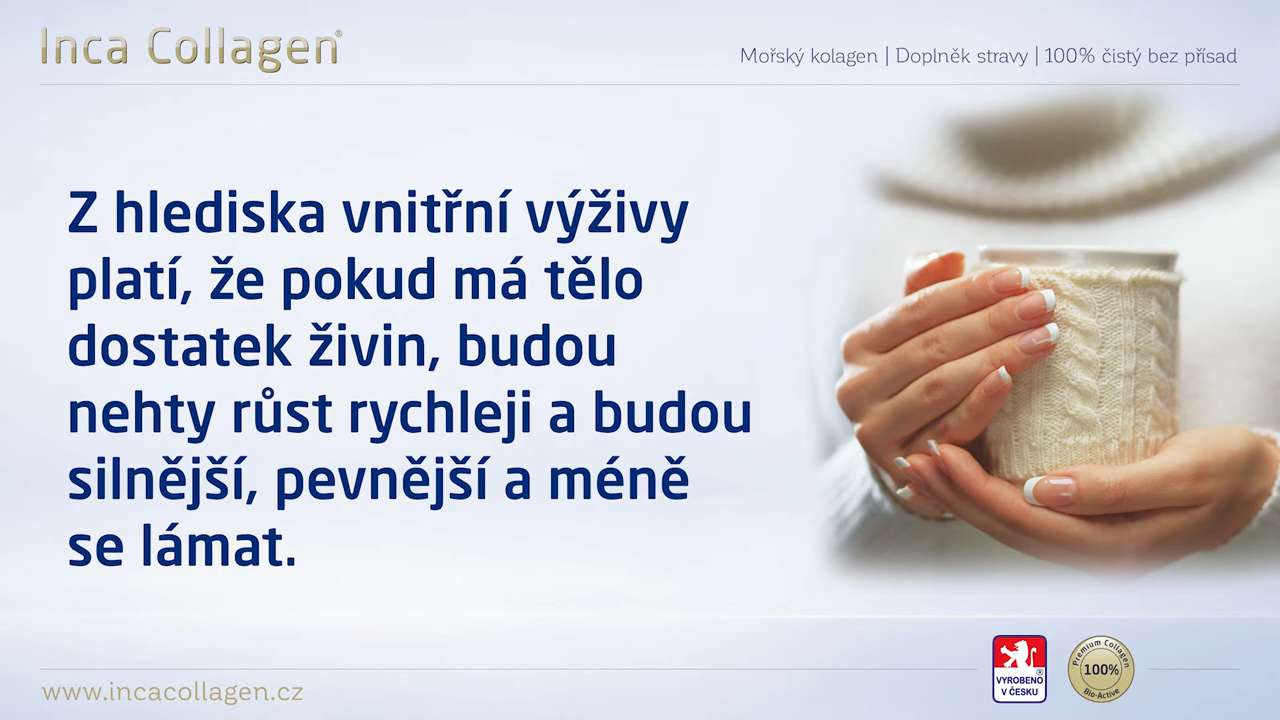 Inca Collagen®
Mořský kolagen | Doplněk stravy | 100% čistý bez přísad
Z hlediska vnitřní výživy
platí, že pokud má tělo
dostatek živin, budou
nehty růst rychleji a budou
silnější, pevnější a méně
se lámat.
www.incacollagen.cz
VYROBENO ®
V ČESKU
Premium Collagen
100%
Bio-Active